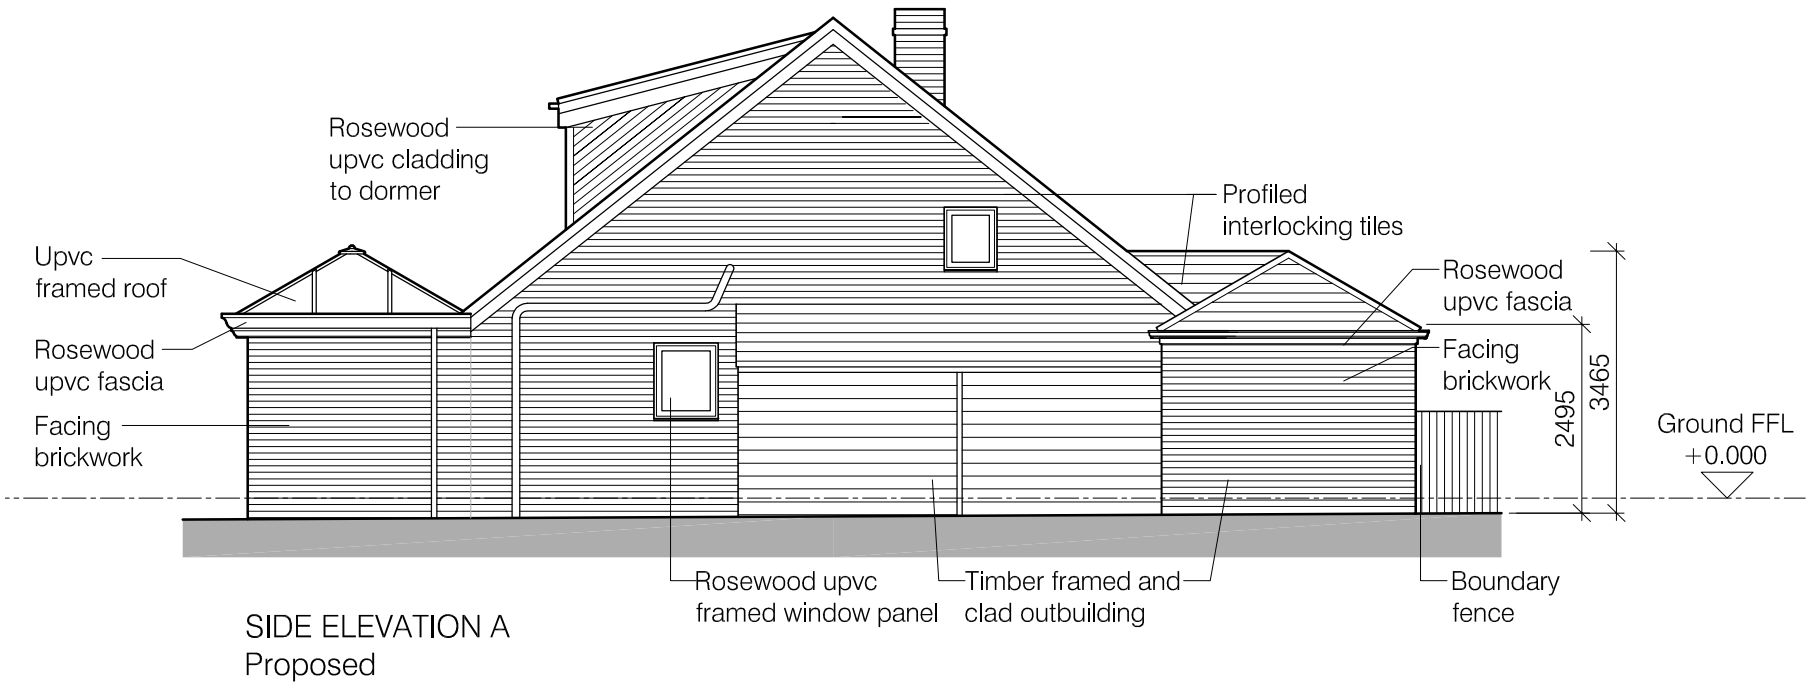 Rosewood
upvc cladding
to dormer
Profiled
interlocking tiles
Upvc
framed roof
Rosewood
upvc fascia
Rosewood
upvc fascia
Facing
brickwork
Facing
brickwork
2495
3465
Ground FFL
+0.000
Rosewood upvc
framed window panel
Timber framed and
clad outbuilding
Boundary
fence
SIDE ELEVATION A
Proposed